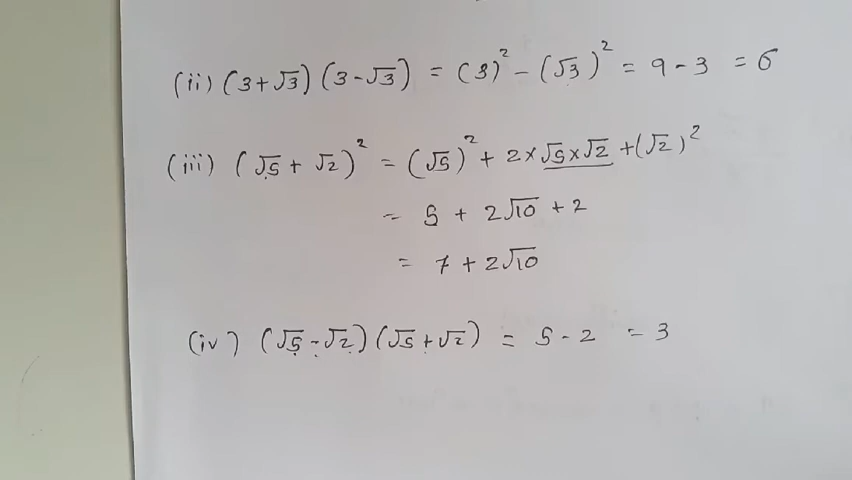 (ii) (3+√3) (3-√3) = (3)² - (√3)² = 9 - 3 = 6
(iii) (√5 + √2)² = (√5)² + 2×√5×√2 + (√2)²
= 5 + 2√10 + 2
= 7 + 2√10
(iv) (√5 - √2) (√5 + √2) = 5 - 2 = 3